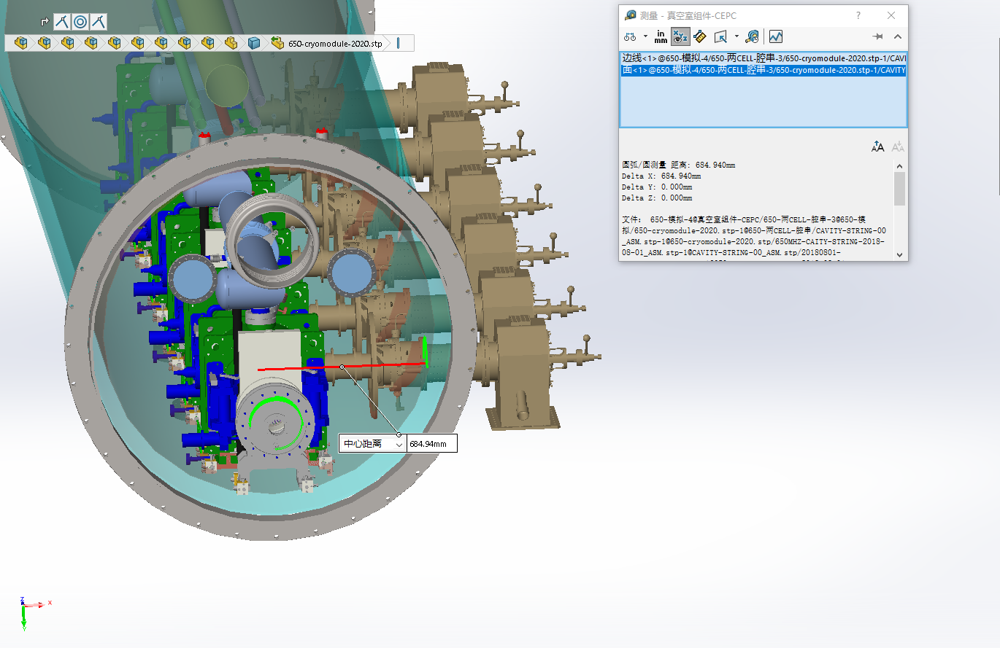 测量 - 真空室组件-CEPC
?
in
mm
650-cryomodule-2020.stp
边线<1>@650-模拟-4/650-两CELL-腔串-3/650-cryomodule-2020.stp-1/CAVI
面<1>@650-模拟-4/650-两CELL-腔串-3/650-cryomodule-2020.stp-1/CAVITY
AA AA
圆弧/圆测量 距离: 684.940mm
Delta X: 684.940mm
Delta Y: 0.000mm
Delta Z: 0.000mm
文件: 650-模拟-4@真空室组件-CEPC/650-两CELL-腔串-3@650-模
拟/650-cryomodule-2020.stp-1@650-两CELL-腔串/CAVITY-STRING-00
_ASM.stp-1@650-cryomodule-2020.stp/650MHZ-CAITY-STRING-2018-
08-01_ASM.stp-1@CAVITY-STRING-00_ASM.stp/20180801-
中心距离 684.94mm
Z
X
Y